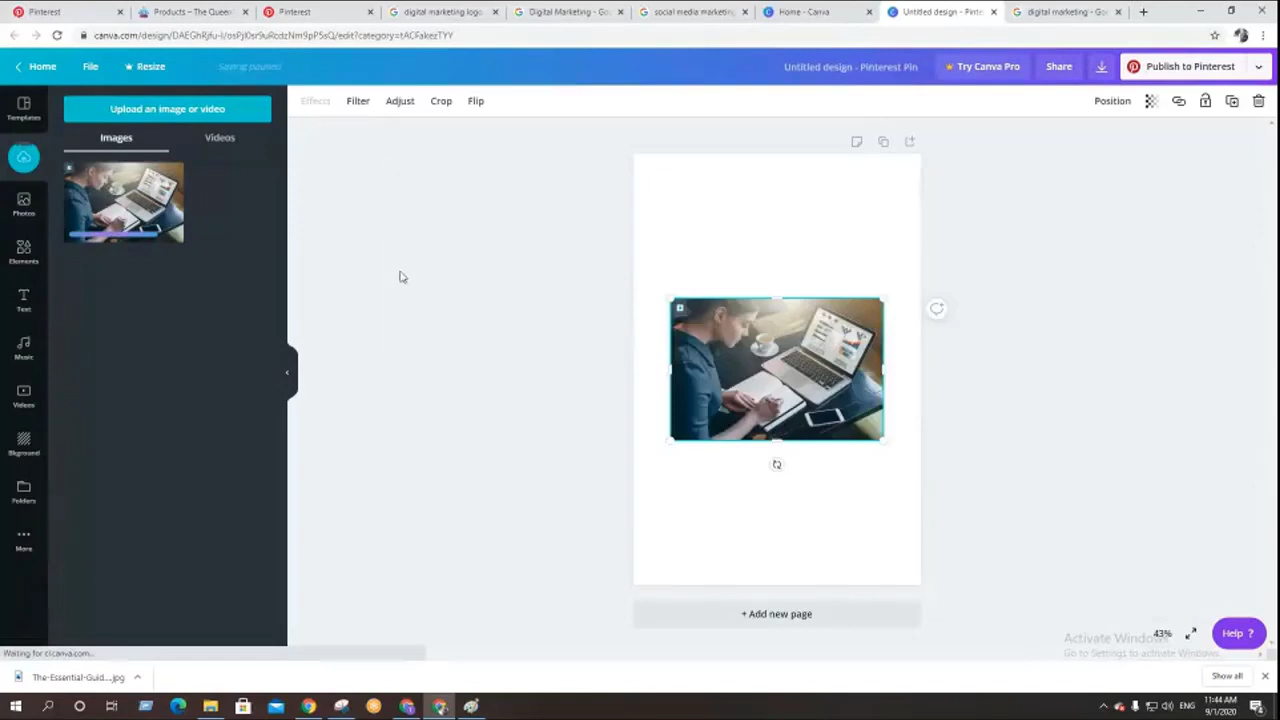 Pinterest
Products – The Queen
Pinterest
digital marketing logo
Digital Marketing - Go
social media marketing
Home - Canva
Untitled design - Pinte
digital marketing - Go
Home
File
Resize
Saving paused
Untitled design - Pinterest Pin
Try Canva Pro
Share
Publish to Pinterest
Templates
Upload an image or video
Effects
Filter
Adjust
Crop
Flip
Position
Images
Videos
Photos
Elements
Text
Music
Videos
Bkground
Folders
More
+ Add new page
43%
Help ?
Activate Windows
Go to Settings to activate Windows.
Waiting for cl.canva.com...
The-Essential-Guid....jpg
Show all
11:44 AM
9/1/2020